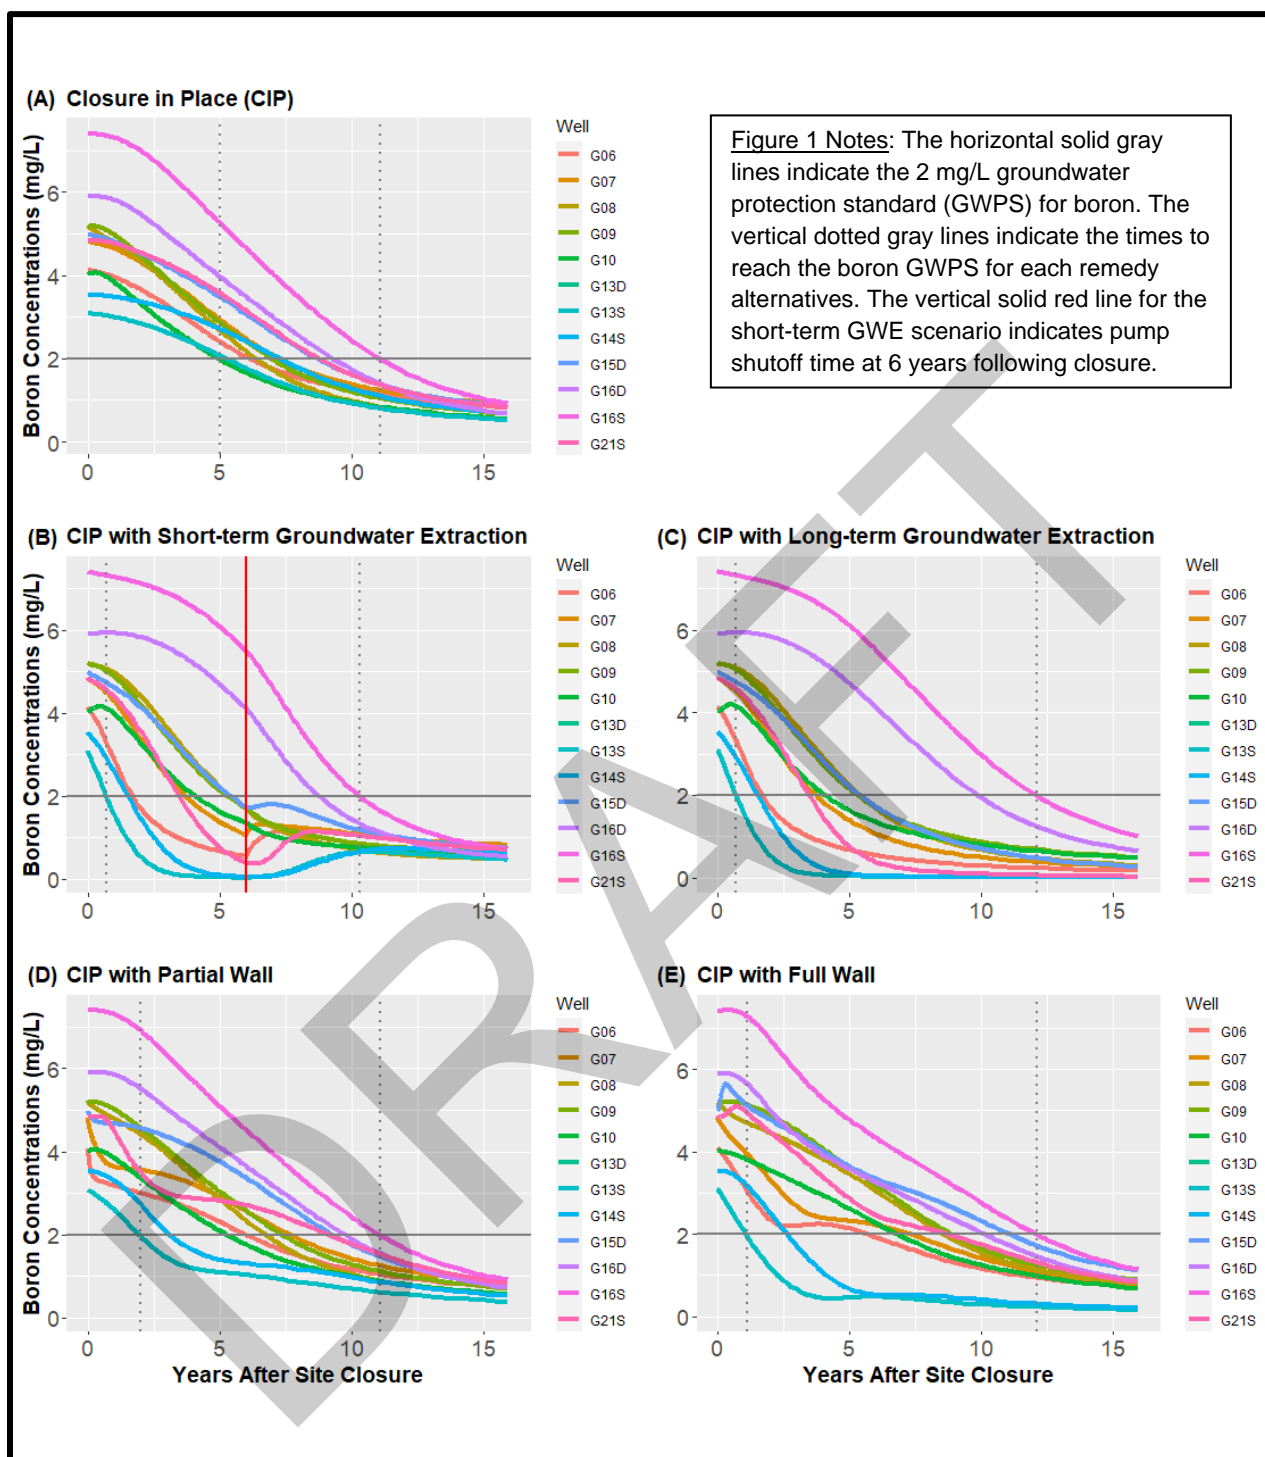 (A) Closure in Place (CIP)
Boron Concentrations (mg/L)
6
4
2
0
0 5 10 15
Well
G06
G07
G08
G09
G10
G13D
G13S
G14S
G15D
G16D
G16S
G21S
Figure 1 Notes: The horizontal solid gray
lines indicate the 2 mg/L groundwater
protection standard (GWPS) for boron. The
vertical dotted gray lines indicate the times to
reach the boron GWPS for each remedy
alternatives. The vertical solid red line for the
short-term GWE scenario indicates pump
shutoff time at 6 years following closure.
(B) CIP with Short-term Groundwater Extraction
Boron Concentrations (mg/L)
6
4
2
0
0 5 10 15
Well
G06
G07
G08
G09
G10
G13D
G13S
G14S
G15D
G16D
G16S
G21S
(C) CIP with Long-term Groundwater Extraction
6
4
2
0
0 5 10 15
Well
G06
G07
G08
G09
G10
G13D
G13S
G14S
G15D
G16D
G16S
G21S
(D) CIP with Partial Wall
Boron Concentrations (mg/L)
6
4
2
0
0 5 10 15
Years After Site Closure
Well
G06
G07
G08
G09
G10
G13D
G13S
G14S
G15D
G16D
G16S
G21S
(E) CIP with Full Wall
6
4
2
0
0 5 10 15
Years After Site Closure
Well
G06
G07
G08
G09
G10
G13D
G13S
G14S
G15D
G16D
G16S
G21S
DRAFT